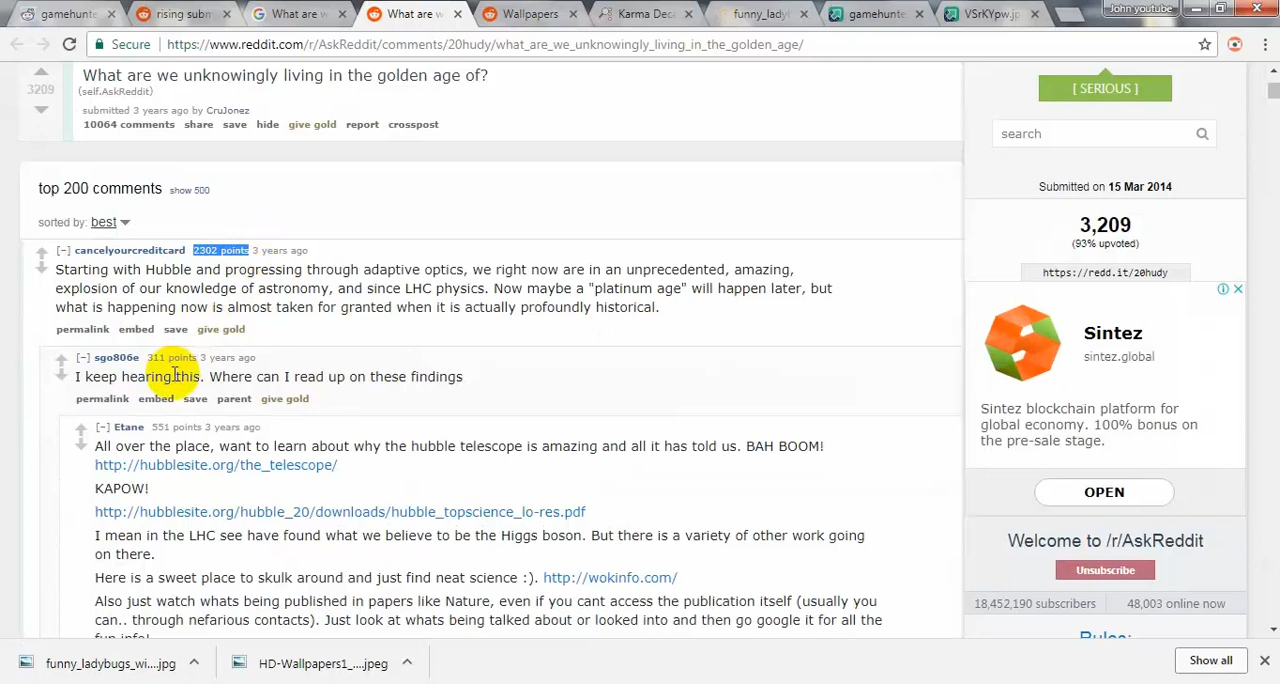 gamehunte
rising subm
What are w
What are w
Wallpapers
Karma Deca
funny_lady
gamehunte
VSrKYpw.jp
John youtube
Secure
https://www.reddit.com/r/AskReddit/comments/20hudy/what_are_we_unknowingly_living_in_the_golden_age/
3209
What are we unknowingly living in the golden age of?
(self.AskReddit)
submitted 3 years ago by CruJonez
10064 comments share save hide give gold report crosspost
top 200 comments show 500
sorted by: best
[-] cancelyourcreditcard 2302 points 3 years ago
Starting with Hubble and progressing through adaptive optics, we right now are in an unprecedented, amazing,
explosion of our knowledge of astronomy, and since LHC physics. Now maybe a "platinum age" will happen later, but
what is happening now is almost taken for granted when it is actually profoundly historical.
permalink embed save give gold
[-] sgo806e 311 points 3 years ago
I keep hearing this. Where can I read up on these findings
permalink embed save parent give gold
[-] Etane 551 points 3 years ago
All over the place, want to learn about why the hubble telescope is amazing and all it has told us. BAH BOOM!
http://hubblesite.org/the_telescope/
KAPOW!
http://hubblesite.org/hubble_20/downloads/hubble_topscience_lo-res.pdf
I mean in the LHC see have found what we believe to be the Higgs boson. But there is a variety of other work going
on there.
Here is a sweet place to skulk around and just find neat science :). http://wokinfo.com/
Also just watch whats being published in papers like Nature, even if you cant access the publication itself (usually you
can.. through nefarious contacts). Just look at whats being talked about or looked into and then go google it for all the
fun info!
[ SERIOUS ]
search
Submitted on 15 Mar 2014
3,209
(93% upvoted)
https://redd.it/20hudy
Sintez
sintez.global
Sintez blockchain platform for
global economy. 100% bonus on
the pre-sale stage.
OPEN
Welcome to /r/AskReddit
Unsubscribe
18,452,190 subscribers 48,003 online now
Rules:
funny_ladybugs_wi....jpg
HD-Wallpapers1_....jpeg
Show all